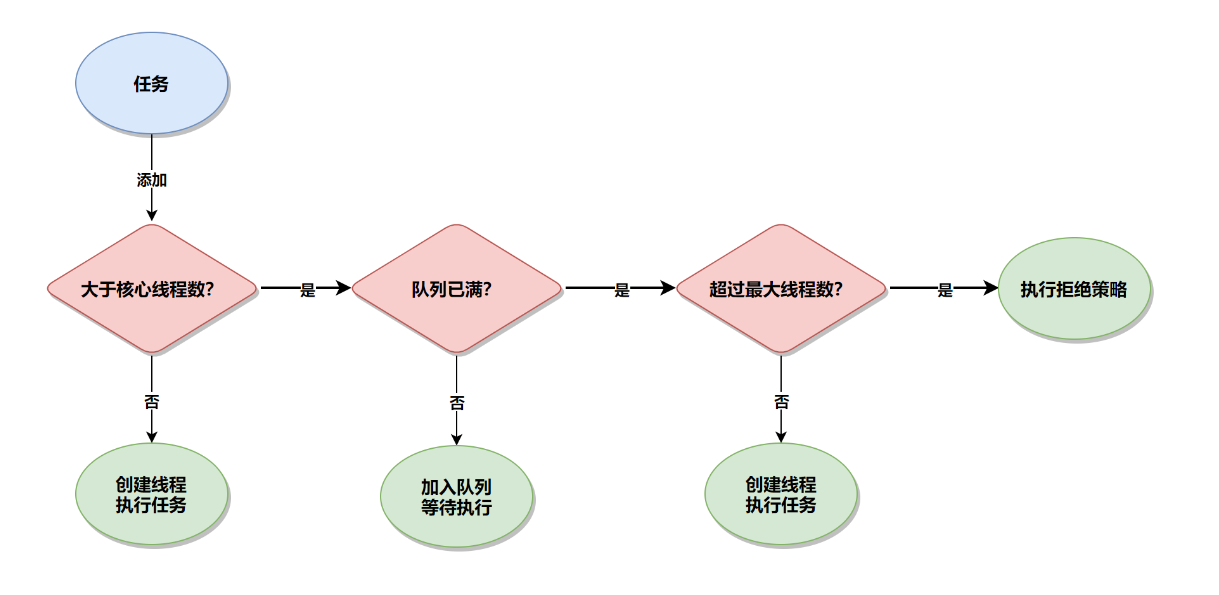 任务
添加
大于核心线程数？
是
队列已满？
是
超过最大线程数？
是
执行拒绝策略
否
否
否
创建线程
执行任务
加入队列
等待执行
创建线程
执行任务